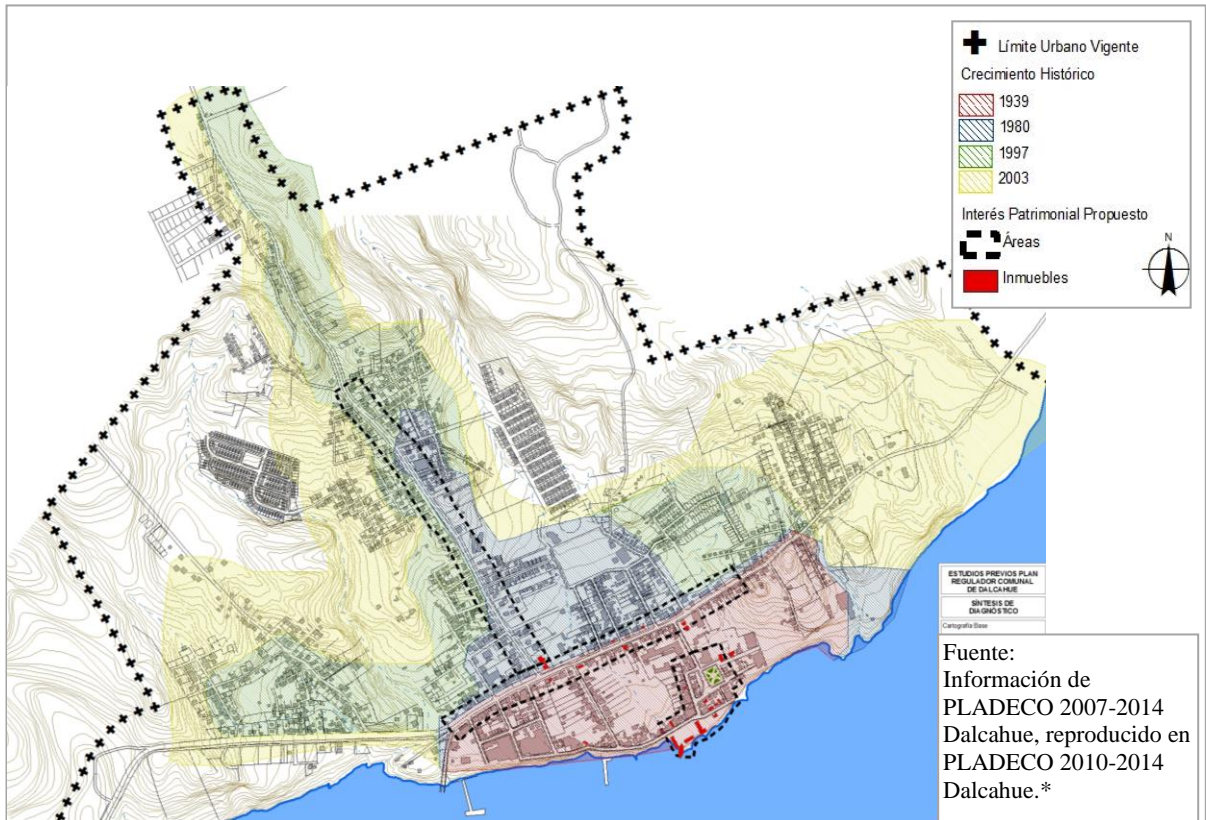 Límite Urbano Vigente
Crecimiento Histórico
1939
1980
1997
2003
Interés Patrimonial Propuesto
Áreas
Inmuebles
N
ESTUDIOS PREVIOS PLAN
REGULADOR COMUNAL
DE DALCAHUE
SÍNTESIS DE
DIAGNÓSTICO
Cartografía Base
Fuente:
Información de
PLADECO 2007-2014
Dalcahue, reproducido en
PLADECO 2010-2014
Dalcahue.*